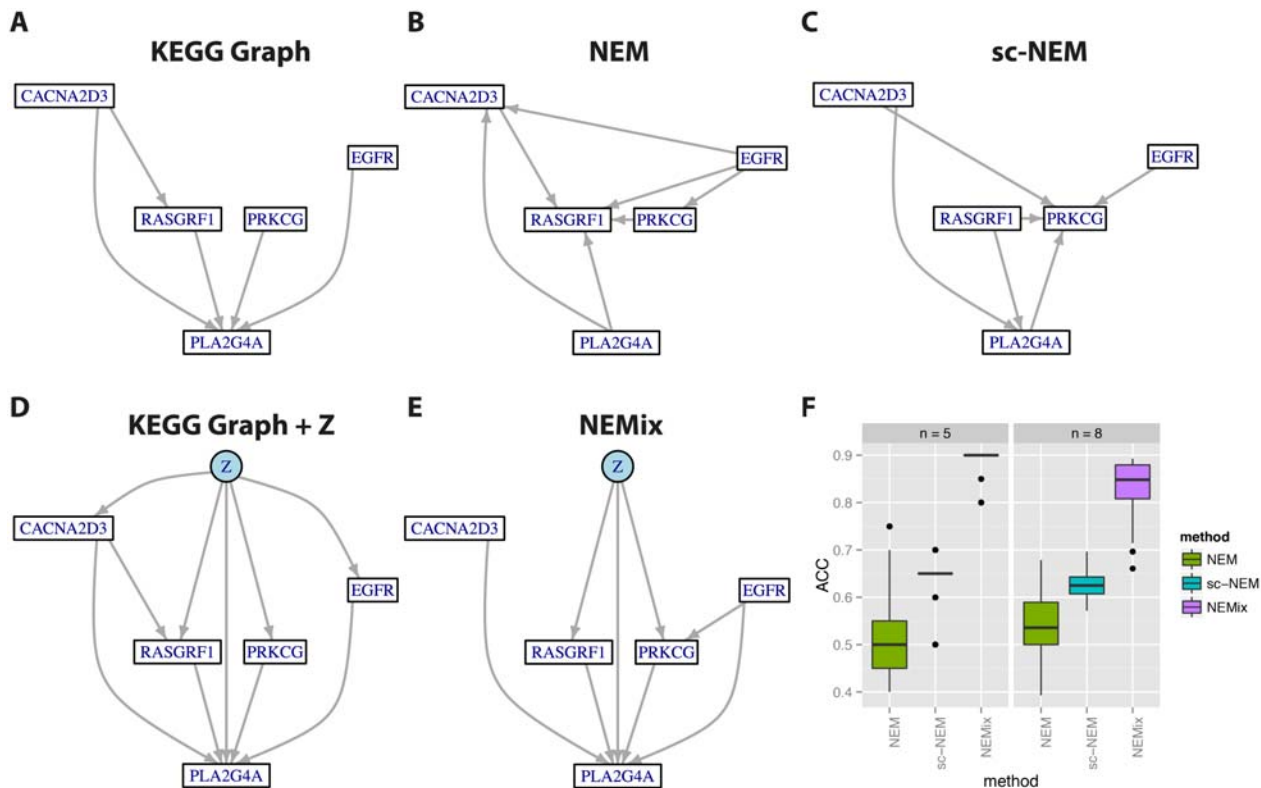 A
KEGG Graph
CACNA2D3
EGFR
RASGRF1
PRKCG
PLA2G4A
B
NEM
CACNA2D3
EGFR
RASGRF1
PRKCG
PLA2G4A
C
sc-NEM
CACNA2D3
EGFR
RASGRF1
PRKCG
PLA2G4A
D
KEGG Graph + Z
Z
CACNA2D3
EGFR
RASGRF1
PRKCG
PLA2G4A
E
NEMix
Z
CACNA2D3
EGFR
RASGRF1
PRKCG
PLA2G4A
F
n = 5
n = 8
0.9
0.8
0.7
0.6
0.5
0.4
ACC
NEM
sc-NEM
NEMix
NEM
sc-NEM
NEMix
method
method
NEM
sc-NEM
NEMix